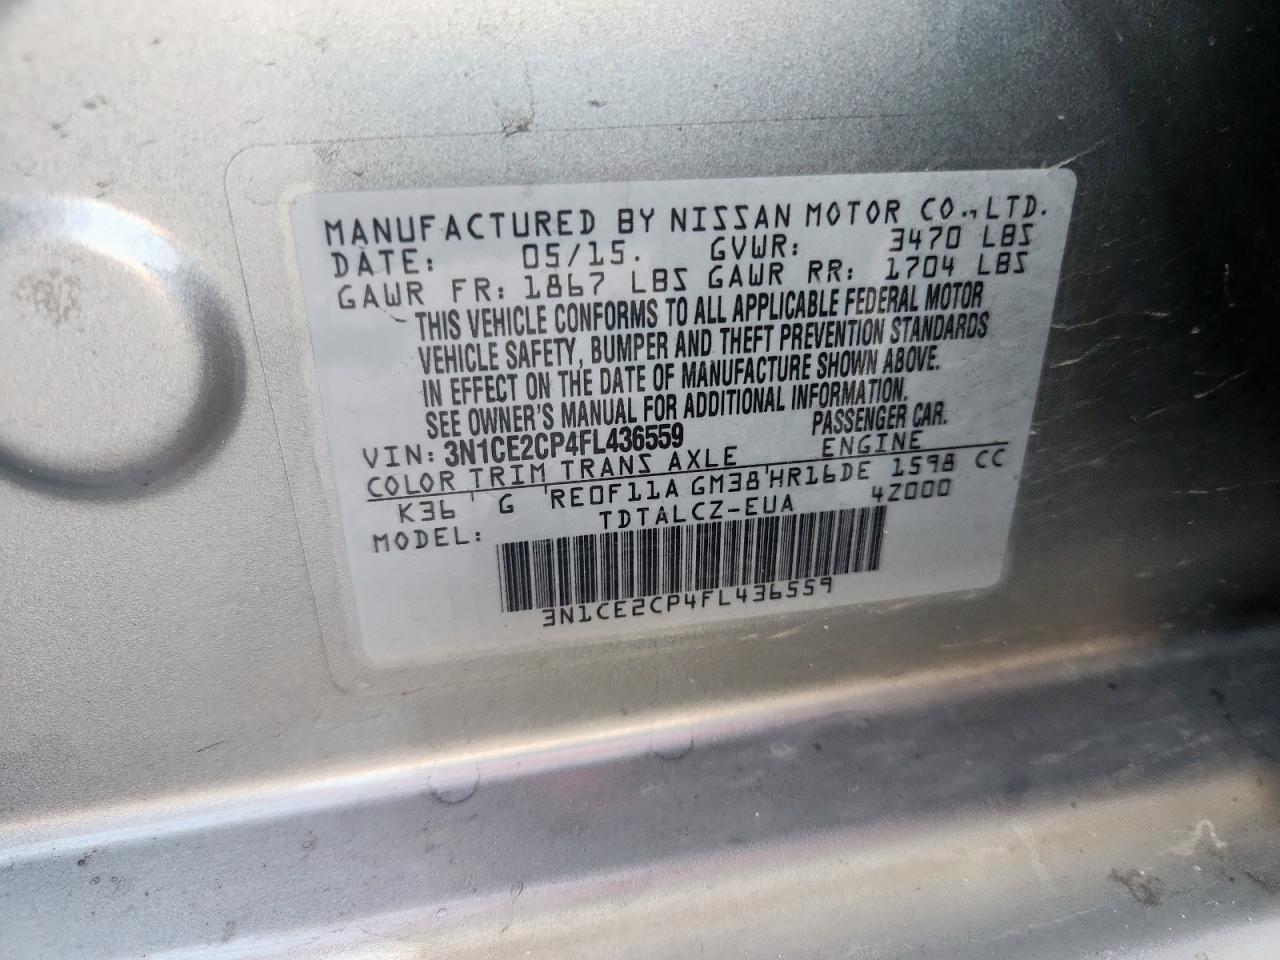 MANUFACTURED BY NISSAN MOTOR CO., LTD.
DATE: 05/15. GVWR: 3470 LBS
GAWR FR: 1867 LBS GAWR RR: 1704 LBS
THIS VEHICLE CONFORMS TO ALL APPLICABLE FEDERAL MOTOR
VEHICLE SAFETY, BUMPER AND THEFT PREVENTION STANDARDS
IN EFFECT ON THE DATE OF MANUFACTURE SHOWN ABOVE.
SEE OWNER'S MANUAL FOR ADDITIONAL INFORMATION.
VIN: 3N1CE2CP4FL436559 PASSENGER CAR.
COLOR TRIM TRANS AXLE ENGINE
K36 G RE0F11A GM38 HR16DE 1598 CC
MODEL: TDTALCZ-EUA 4Z000
3N1CE2CP4FL436559